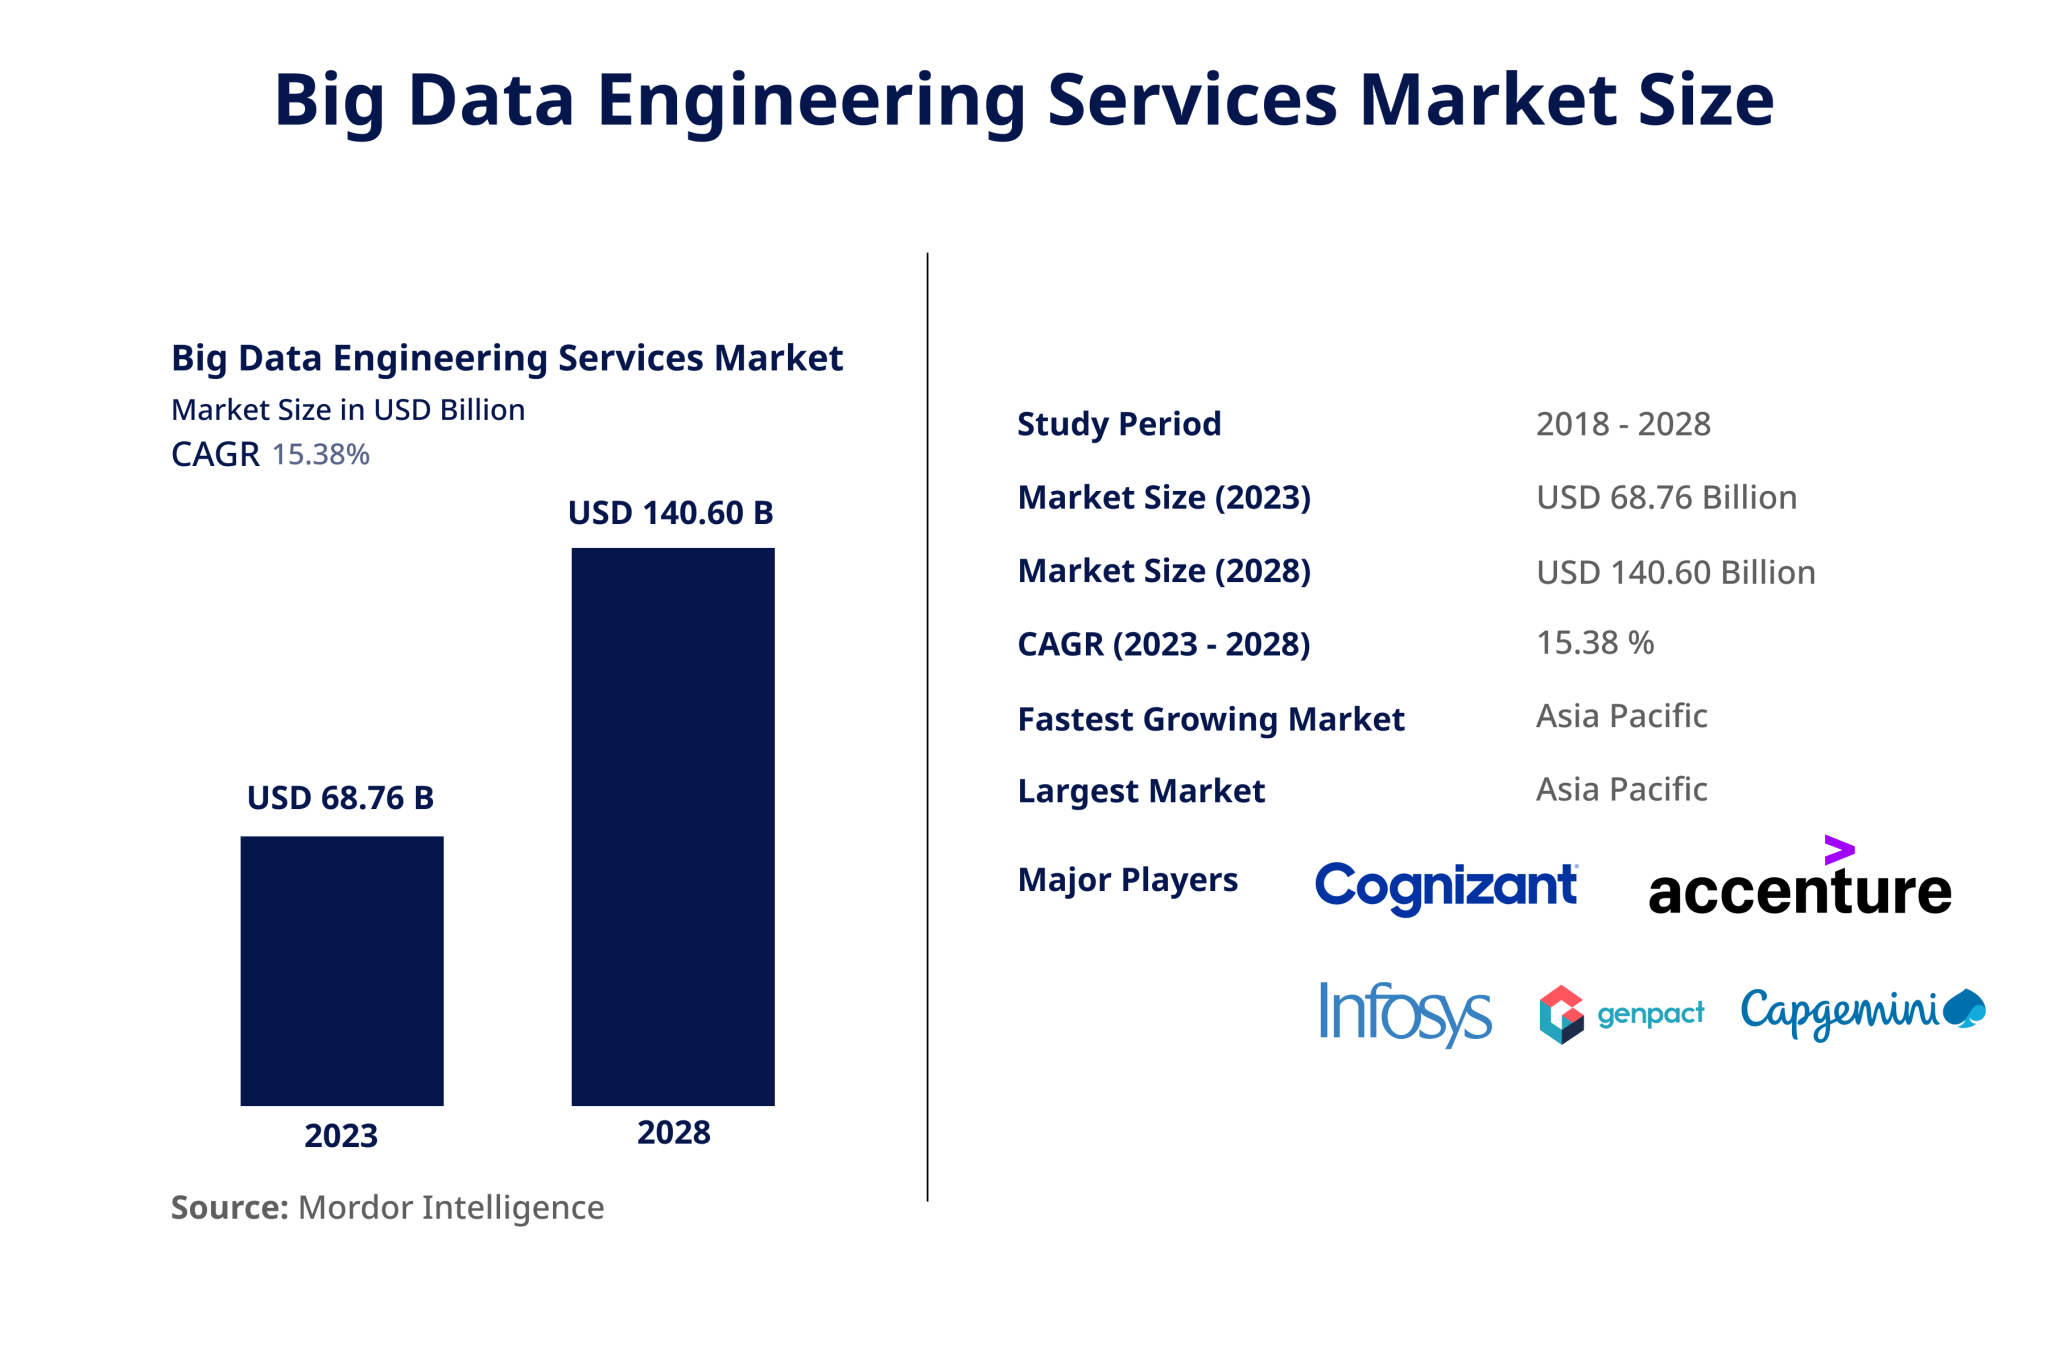 Big Data Engineering Services Market Size
Big Data Engineering Services Market
Market Size in USD Billion
CAGR 15.38%
USD 140.60 B
USD 68.76 B
2023
2028
Source: Mordor Intelligence
Study Period 2018 - 2028
Market Size (2023) USD 68.76 Billion
Market Size (2028) USD 140.60 Billion
CAGR (2023 - 2028) 15.38 %
Fastest Growing Market Asia Pacific
Largest Market Asia Pacific
Major Players Cognizant® accenture
Infosys genpact Capgemini